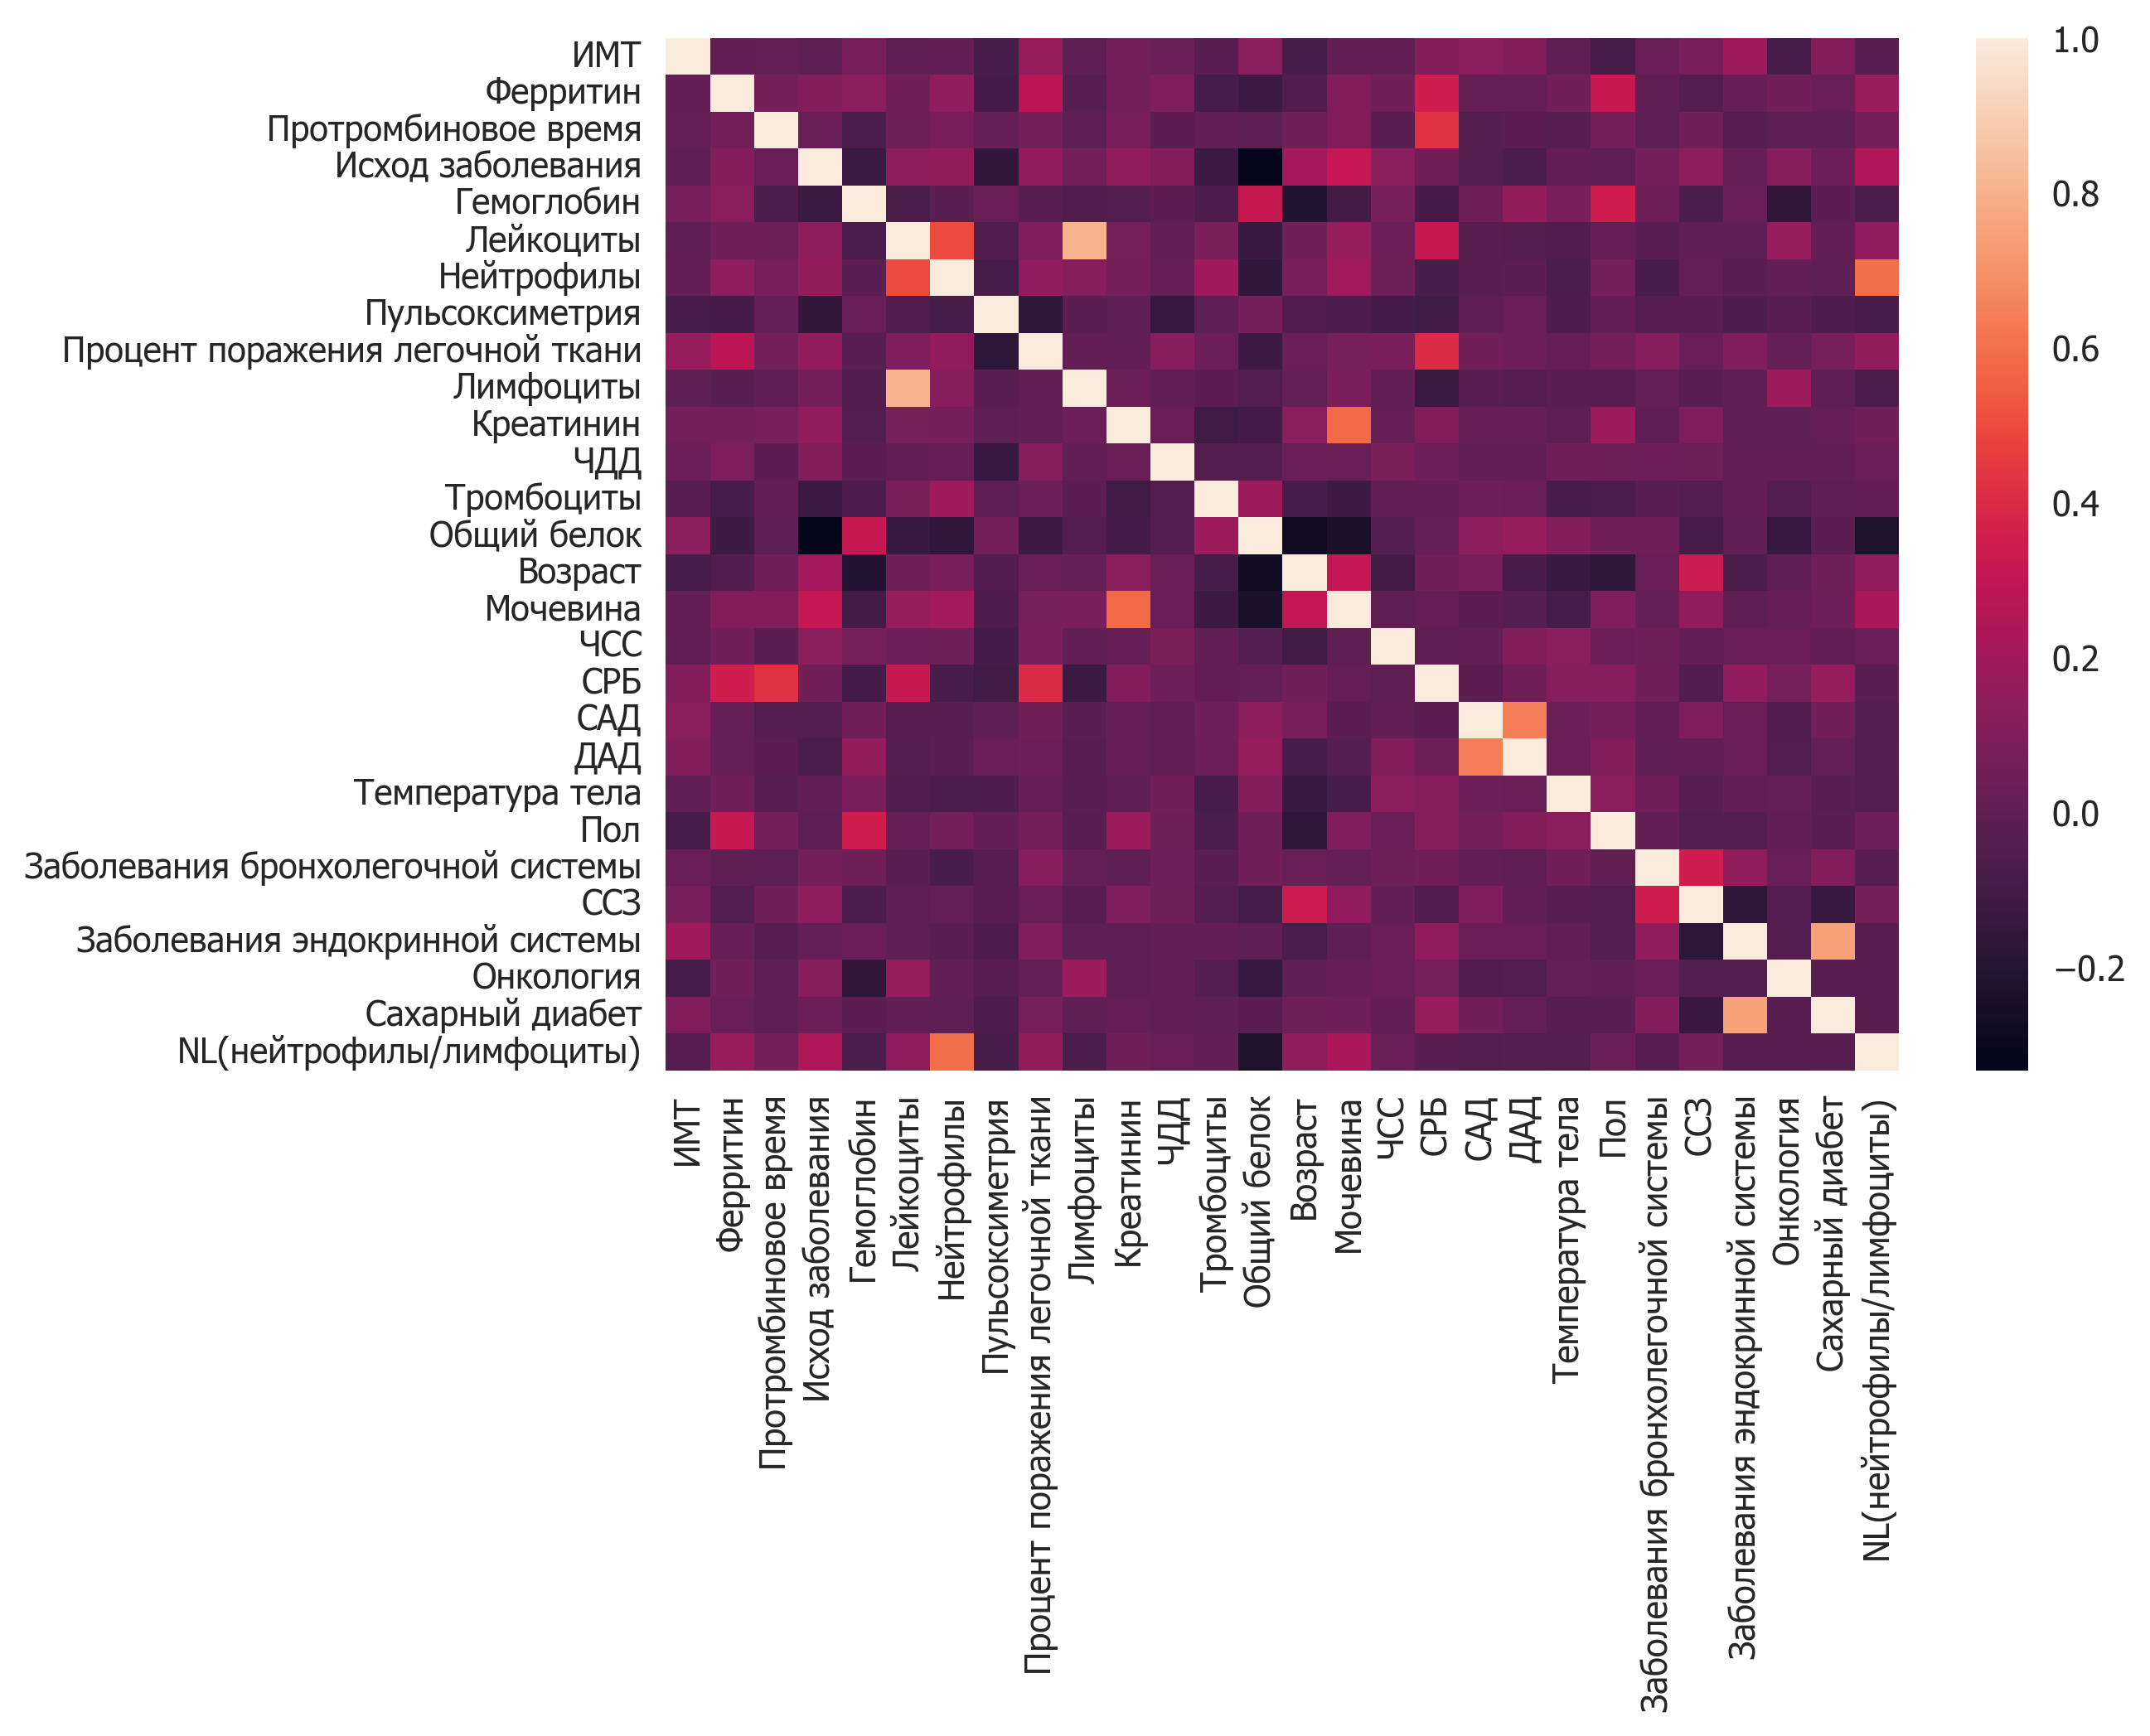 ИМТ
Ферритин
Протромбиновое время
Исход заболевания
Гемоглобин
Лейкоциты
Нейтрофилы
Пульсоксиметрия
Процент поражения легочной ткани
Лимфоциты
Креатинин
ЧДД
Тромбоциты
Общий белок
Возраст
Мочевина
ЧСС
СРБ
САД
ДАД
Температура тела
Пол
Заболевания бронхолегочной системы
ССЗ
Заболевания эндокринной системы
Онкология
Сахарный диабет
NL(нейтрофилы/лимфоциты)
ИМТ
Ферритин
Протромбиновое время
Исход заболевания
Гемоглобин
Лейкоциты
Нейтрофилы
Пульсоксиметрия
Процент поражения легочной ткани
Лимфоциты
Креатинин
ЧДД
Тромбоциты
Общий белок
Возраст
Мочевина
ЧСС
СРБ
САД
ДАД
Температура тела
Пол
Заболевания бронхолегочной системы
ССЗ
Заболевания эндокринной системы
Онкология
Сахарный диабет
NL(нейтрофилы/лимфоциты)
1.0
0.8
0.6
0.4
0.2
0.0
−0.2